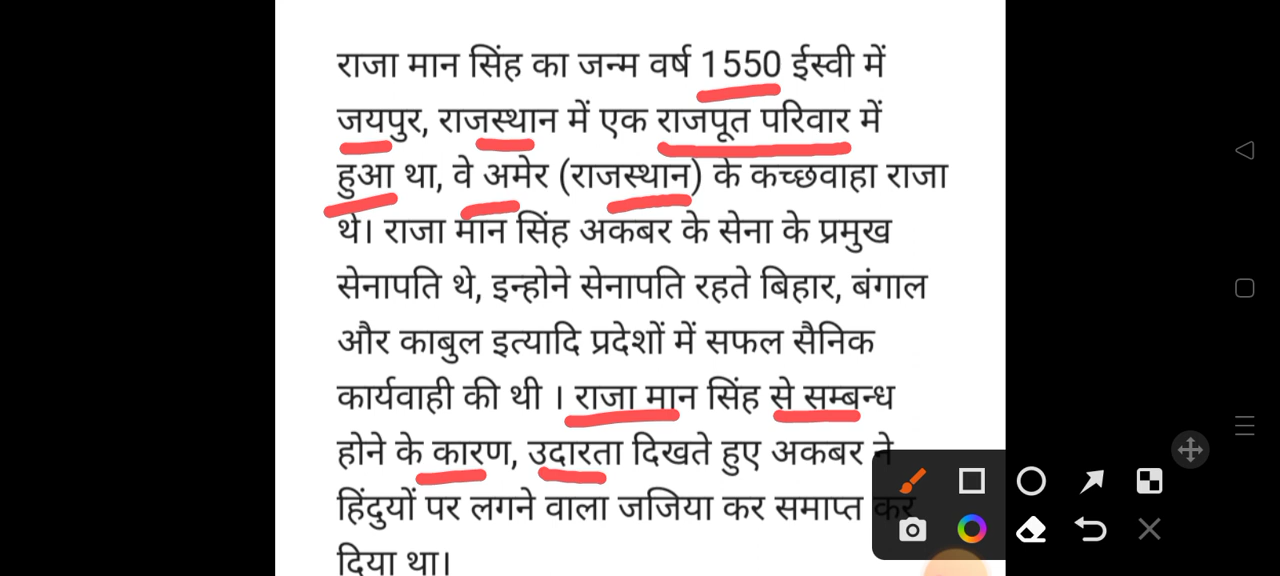 राजा मान सिंह का जन्म वर्ष 1550 ईस्वी में
जयपुर, राजस्थान में एक राजपूत परिवार में
हुआ था, वे अमेर (राजस्थान) के कच्छवाहा राजा
थे। राजा मान सिंह अकबर के सेना के प्रमुख
सेनापति थे, इन्होने सेनापति रहते बिहार, बंगाल
और काबुल इत्यादि प्रदेशों में सफल सैनिक
कार्यवाही की थी । राजा मान सिंह से सम्बन्ध
होने के कारण, उदारता दिखते हुए अकबर ने
हिंदुयों पर लगने वाला जजिया कर समाप्त कर
दिया था।